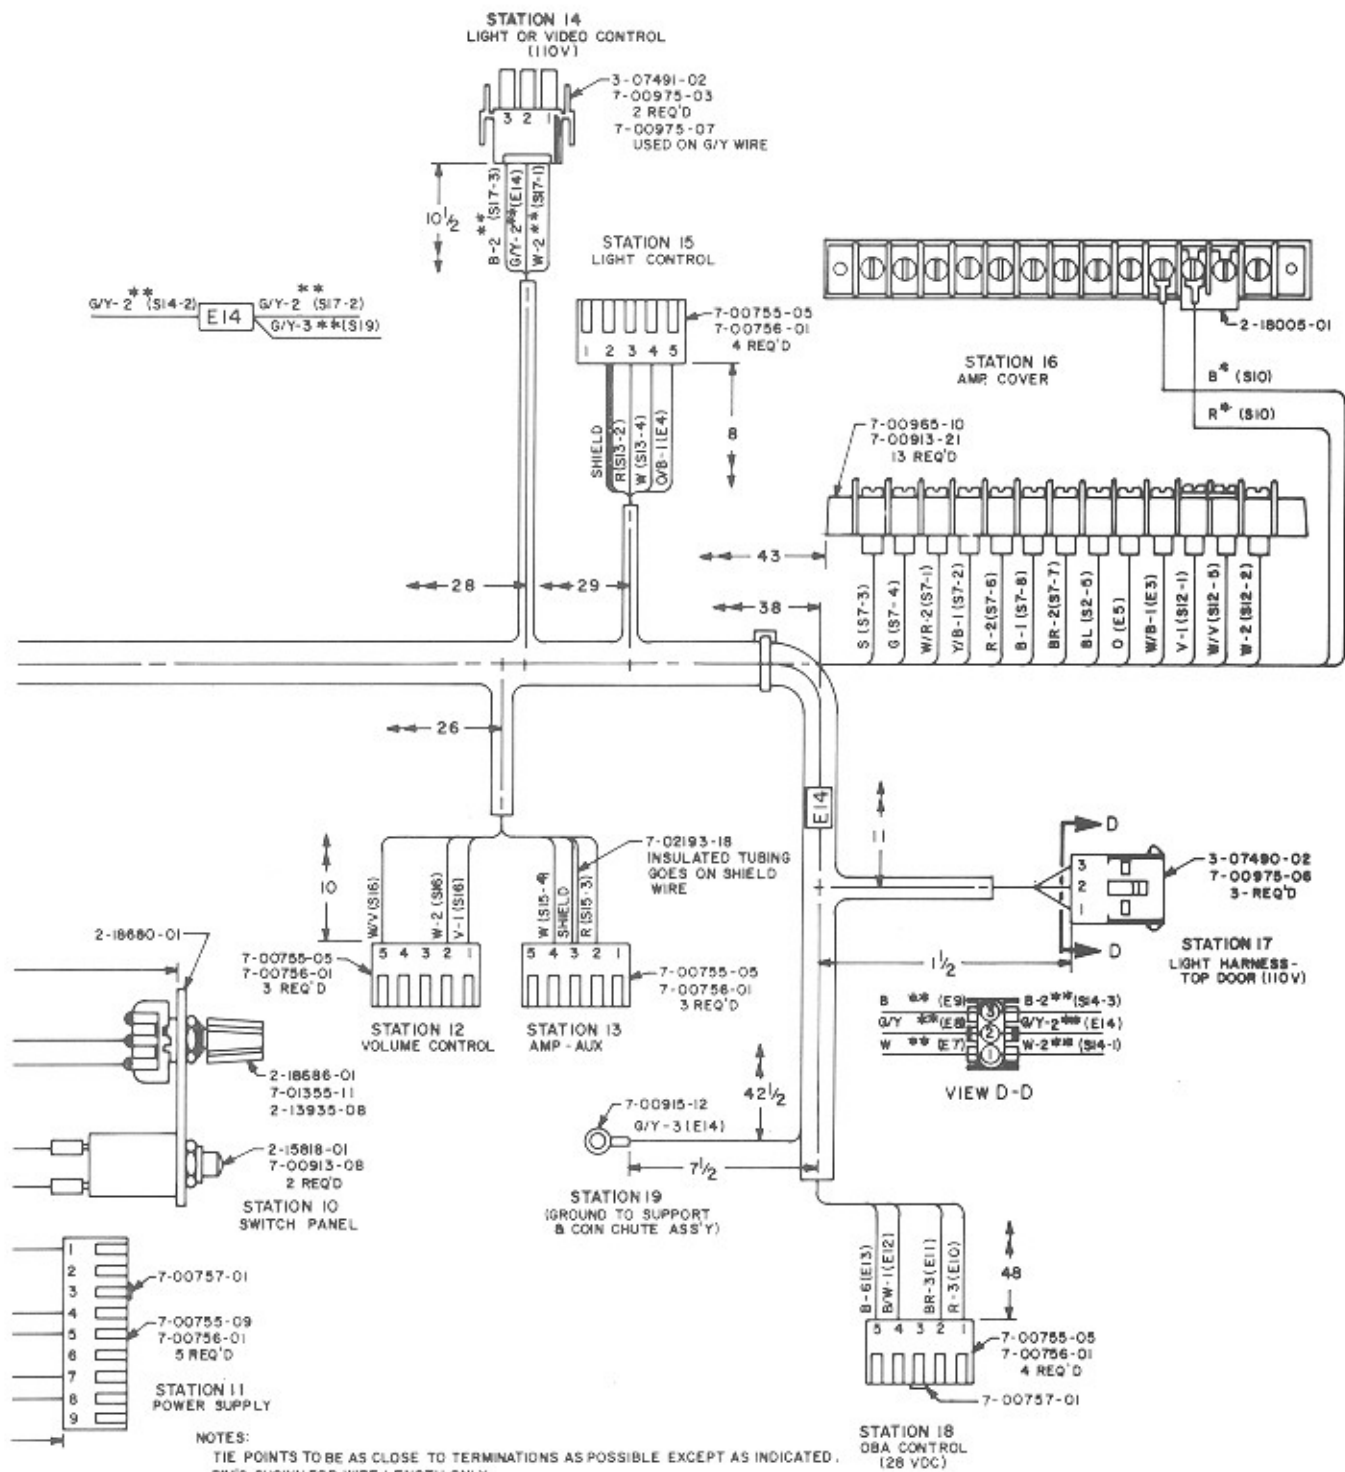 STATION 14
LIGHT OR VIDEO CONTROL
(110V)
3-07491-02
7-00975-03
2 REQ'D
7-00975-07
USED ON G/Y WIRE
3 2 1
10 1/2
B-2 ** (S17-3)
G/Y-2 ** (E14)
W-2 ** (S17-1)
G/Y-2 ** (S14-2)
E14
G/Y-2 ** (S17-2)
G/Y-3 ** (S19)
STATION 15
LIGHT CONTROL
7-00755-05
7-00756-01
4 REQ'D
1 2 3 4 5
SHIELD
R (S13-2)
W (S13-4)
O/B-1 (E4)
8
2-18005-01
STATION 16
AMP. COVER
B* (S10)
R* (S10)
7-00965-10
7-00913-21
13 REQ'D
43
28
29
38
S (S7-3)
G (S7-4)
W/R-2 (S7-1)
Y/B-1 (S7-2)
R-2 (S7-6)
B-1 (S7-8)
BR-2 (S7-7)
BL (S2-5)
O (E5)
W/B-1 (E3)
V-1 (S12-1)
W/V (S12-5)
W-2 (S12-2)
26
E14
11
10
W/V (S16)
W-2 (S16)
V-1 (S16)
W (S15-4)
SHIELD
R (S15-3)
7-02193-18
INSULATED TUBING
GOES ON SHIELD
WIRE
5 4 3 2 1
5 4 3 2 1
7-00755-05
7-00756-01
3 REQ'D
7-00755-05
7-00756-01
3 REQ'D
STATION 12
VOLUME CONTROL
STATION 13
AMP-AUX
D
3
2
1
D
3-07490-02
7-00975-06
3-REQ'D
STATION 17
LIGHT HARNESS-
TOP DOOR (110V)
1 1/2
B ** (E9) 3 B-2 ** (S14-3)
G/Y ** (E8) 2 G/Y-2 ** (E14)
W ** (E7) 1 W-2 ** (S14-1)
VIEW D-D
2-18680-01
2-18686-01
7-01355-11
2-13935-08
2-15818-01
7-00913-08
2 REQ'D
STATION 10
SWITCH PANEL
42 1/2
7-00915-12
G/Y-3 (E14)
7 1/2
STATION 19
(GROUND TO SUPPORT
& COIN CHUTE ASS'Y)
1
2
3
4
5
6
7
8
9
7-00757-01
7-00755-09
7-00756-01
5 REQ'D
STATION 11
POWER SUPPLY
B-6 (E13)
B/W-1 (E12)
BR-3 (E11)
R-3 (E10)
48
5 4 3 2 1
7-00755-05
7-00756-01
4 REQ'D
7-00757-01
STATION 18
OBA CONTROL
(28 VDC)
NOTES:
TIE POINTS TO BE AS CLOSE TO TERMINATIONS AS POSSIBLE EXCEPT AS INDICATED.